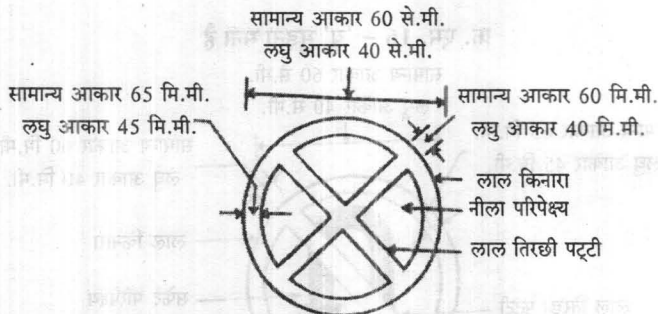 सामान्य आकार 60 से.मी.
लघु आकार 40 से.मी.
सामान्य आकार 65 मि.मी.
लघु आकार 45 मि.मी.
सामान्य आकार 60 मि.मी.
लघु आकार 40 मि.मी.
लाल किनारा
नीला परिपेक्ष्य
लाल तिरछी पट्टी